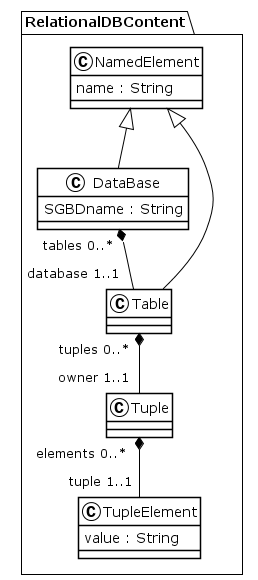 RelationalDBContent
C NamedElement
name : String
C DataBase
SGBDname : String
tables 0..*
database 1..1
C Table
tuples 0..*
owner 1..1
C Tuple
elements 0..*
tuple 1..1
C TupleElement
value : String